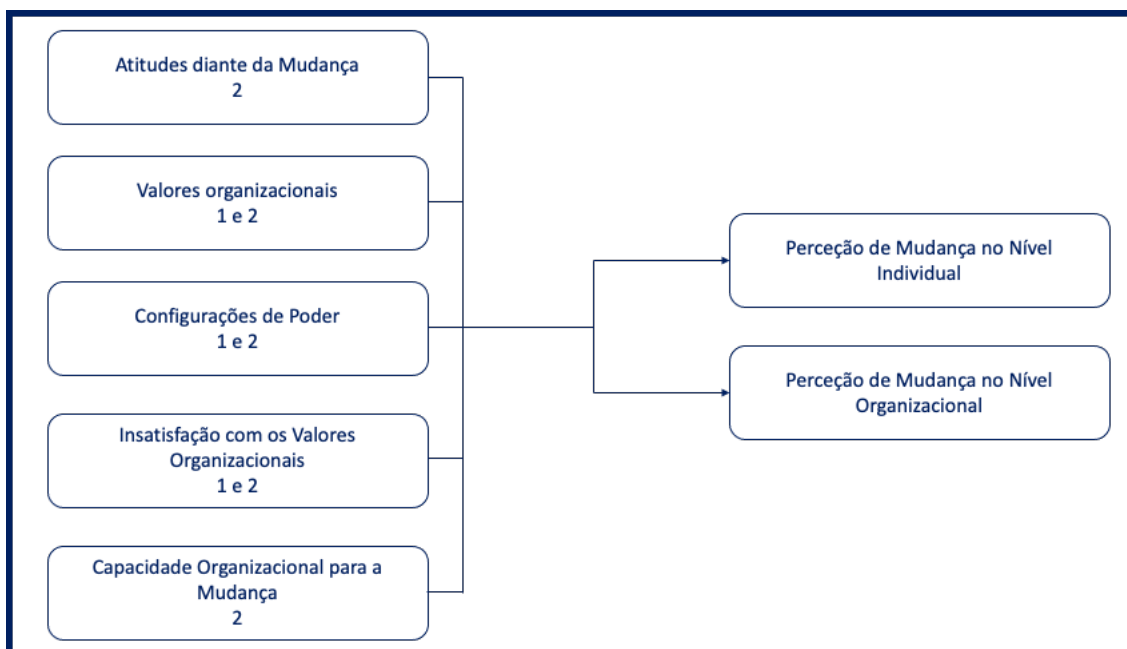 Atitudes diante da Mudança
2
Valores organizacionais
1 e 2
Configurações de Poder
1 e 2
Insatisfação com os Valores
Organizacionais
1 e 2
Capacidade Organizacional para a
Mudança
2
Perceção de Mudança no Nível
Individual
Perceção de Mudança no Nível
Organizacional